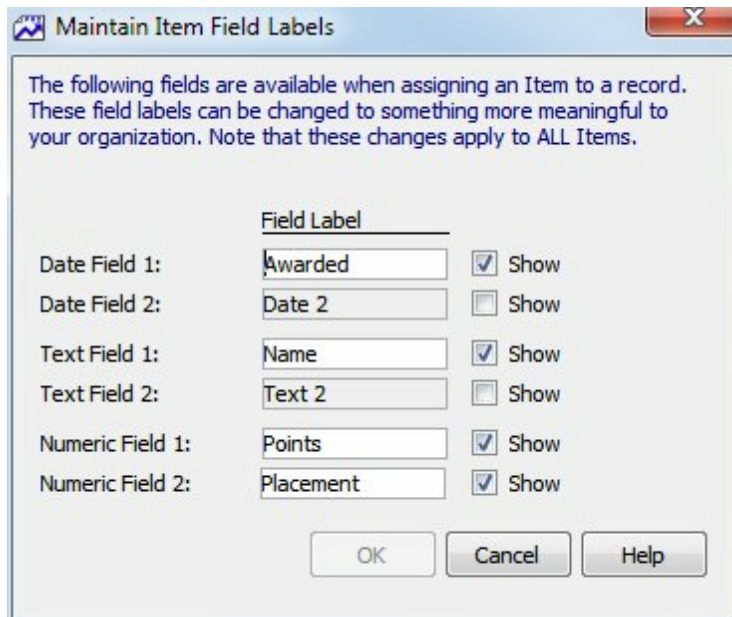 Maintain Item Field Labels
The following fields are available when assigning an Item to a record.
These field labels can be changed to something more meaningful to
your organization. Note that these changes apply to ALL Items.
Field Label
Date Field 1: Awarded Show
Date Field 2: Date 2 Show
Text Field 1: Name Show
Text Field 2: Text 2 Show
Numeric Field 1: Points Show
Numeric Field 2: Placement Show
OK Cancel Help